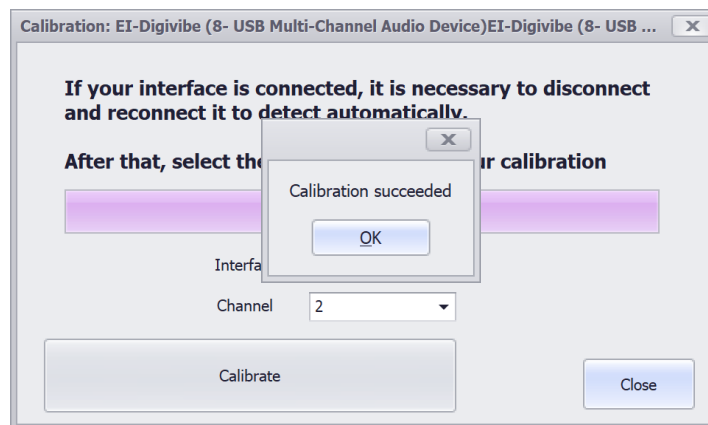 Calibration: EI-Digivibe (8- USB Multi-Channel Audio Device)EI-Digivibe (8- USB ...
If your interface is connected, it is necessary to disconnect
and reconnect it to detect automatically.
After that, select the
ur calibration
Calibration succeeded
OK
Interfa
Channel
2
Calibrate
Close